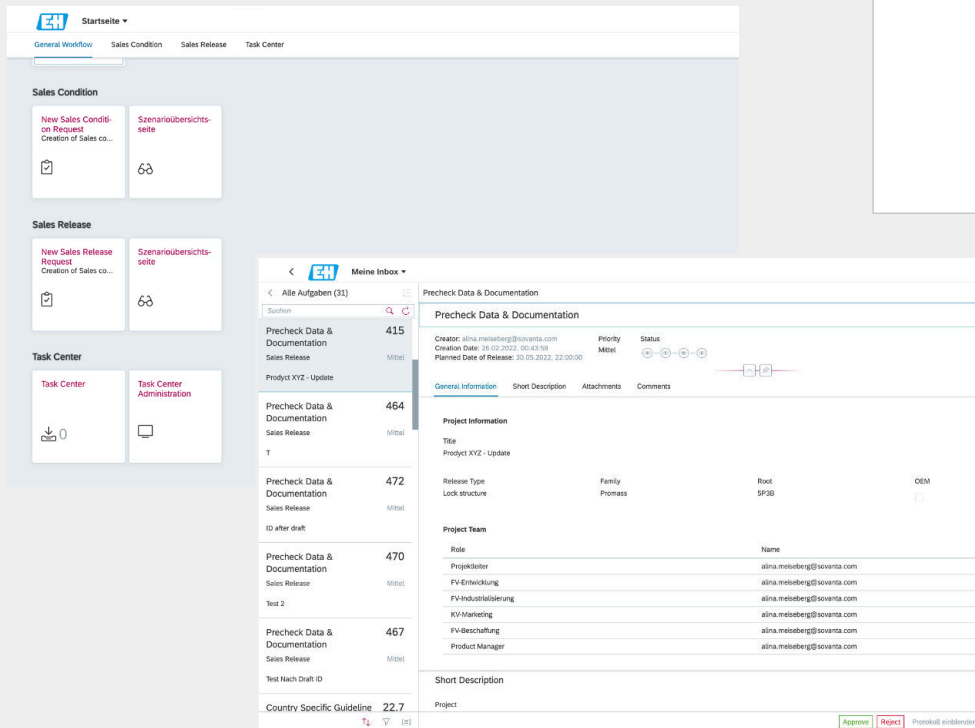 EH
Startseite
General Workflow Sales Condition Sales Release Task Center
Sales Condition
New Sales Conditi-
on Request
Creation of Sales co...
Szenarioübersichts-
seite
Sales Release
New Sales Release
Request
Creation of Sales co...
Szenarioübersichts-
seite
Task Center
Task Center
0
Task Center
Administration
EH
Meine Inbox
Alle Aufgaben (31)
Suchen
Precheck Data &
Documentation
415
Sales Release Mittel
Prodyct XYZ - Update
Precheck Data &
Documentation
464
Sales Release Mittel
T
Precheck Data &
Documentation
472
Sales Release Mittel
ID after draft
Precheck Data &
Documentation
470
Sales Release Mittel
Test 2
Precheck Data &
Documentation
467
Sales Release Mittel
Test Nach Draft ID
Country Specific Guideline 22.7
Precheck Data & Documentation
Precheck Data & Documentation
Creator: alina.meiseberg@sovanta.com
Creation Date: 26.02.2022, 00:43:58
Planned Date of Release: 30.05.2022, 22:00:00
Priority
Mittel
Status
General Information Short Description Attachments Comments
Project Information
Title
Prodyct XYZ - Update
Release Type Family Root OEM
Lock structure Promass 5P3B
Project Team
Role Name
Projektleiter alina.meiseberg@sovanta.com
FV-Entwicklung alina.meiseberg@sovanta.com
FV-Industrialisierung alina.meiseberg@sovanta.com
KV-Marketing alina.meiseberg@sovanta.com
FV-Beschaffung alina.meiseberg@sovanta.com
Product Manager alina.meiseberg@sovanta.com
Short Description
Project
Approve Reject Protokoll einblenden